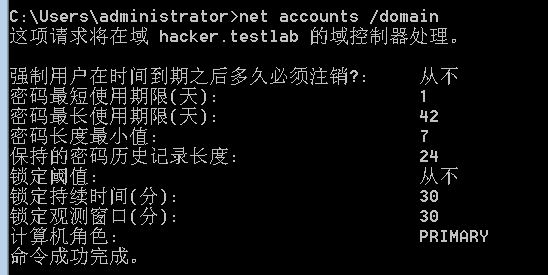 C:\Users\administrator>net accounts /domain
这项请求将在域 hacker.testlab 的域控制器处理。
强制用户在时间到期之后多久必须注销?: 从不
密码最短使用期限(天): 1
密码最长使用期限(天): 42
密码长度最小值: 7
保持的密码历史记录长度: 24
锁定阈值: 从不
锁定持续时间(分): 30
锁定观测窗口(分): 30
计算机角色: PRIMARY
命令成功完成。